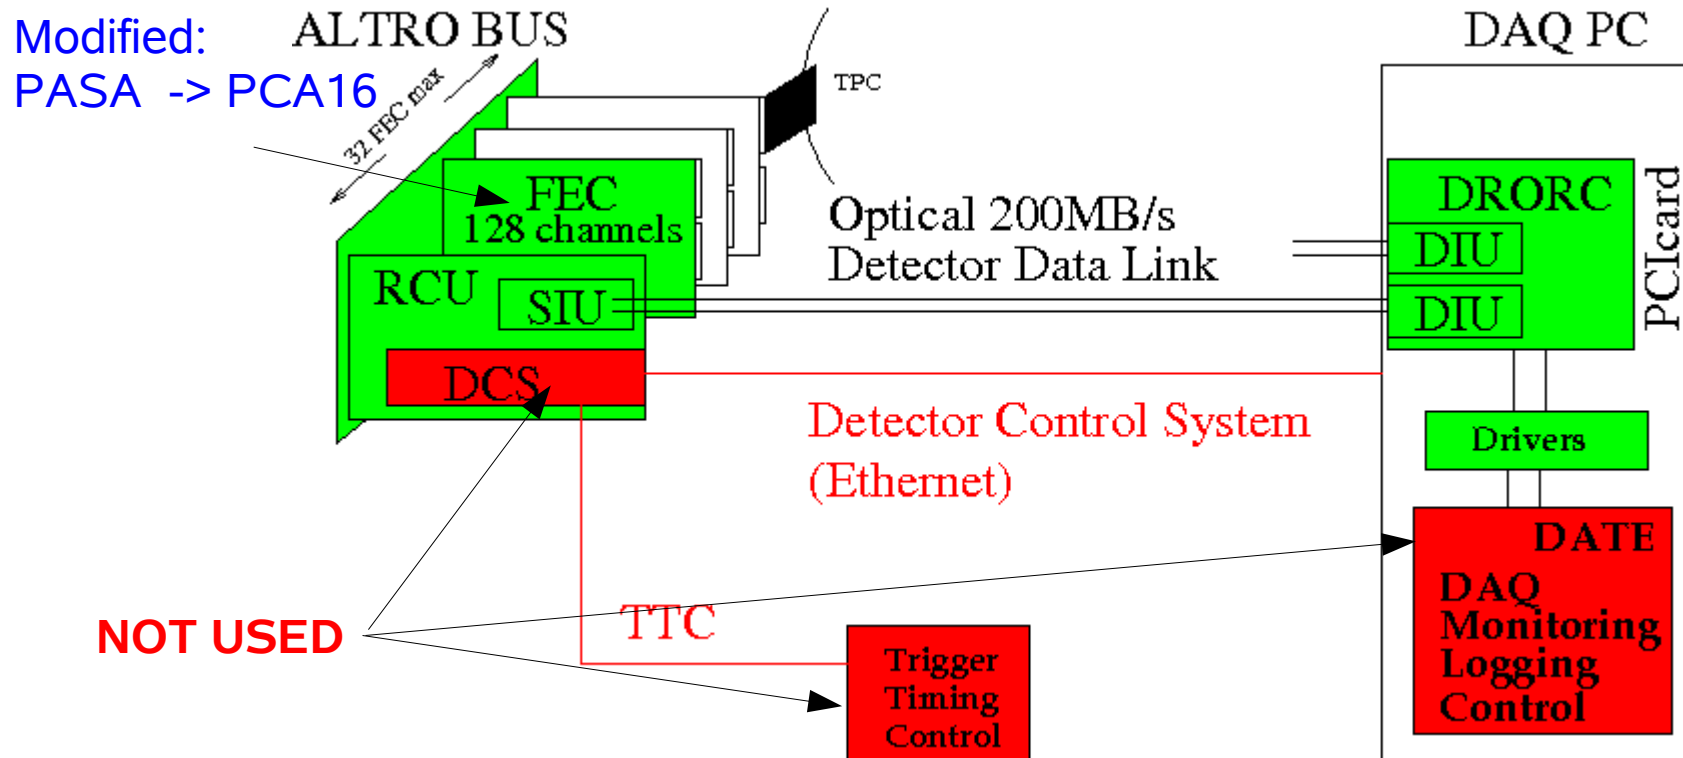 Modified:
PASA -> PCA16
ALTRO BUS
32 FEC max
TPC
DAQ PC
FEC
128 channels
RCU
SIU
DCS
Optical 200MB/s
Detector Data Link
DRORC
DIU
DIU
PCIcard
Drivers
Detector Control System
(Ethernet)
DATE
DAQ
Monitoring
Logging
Control
NOT USED
TTC
Trigger
Timing
Control